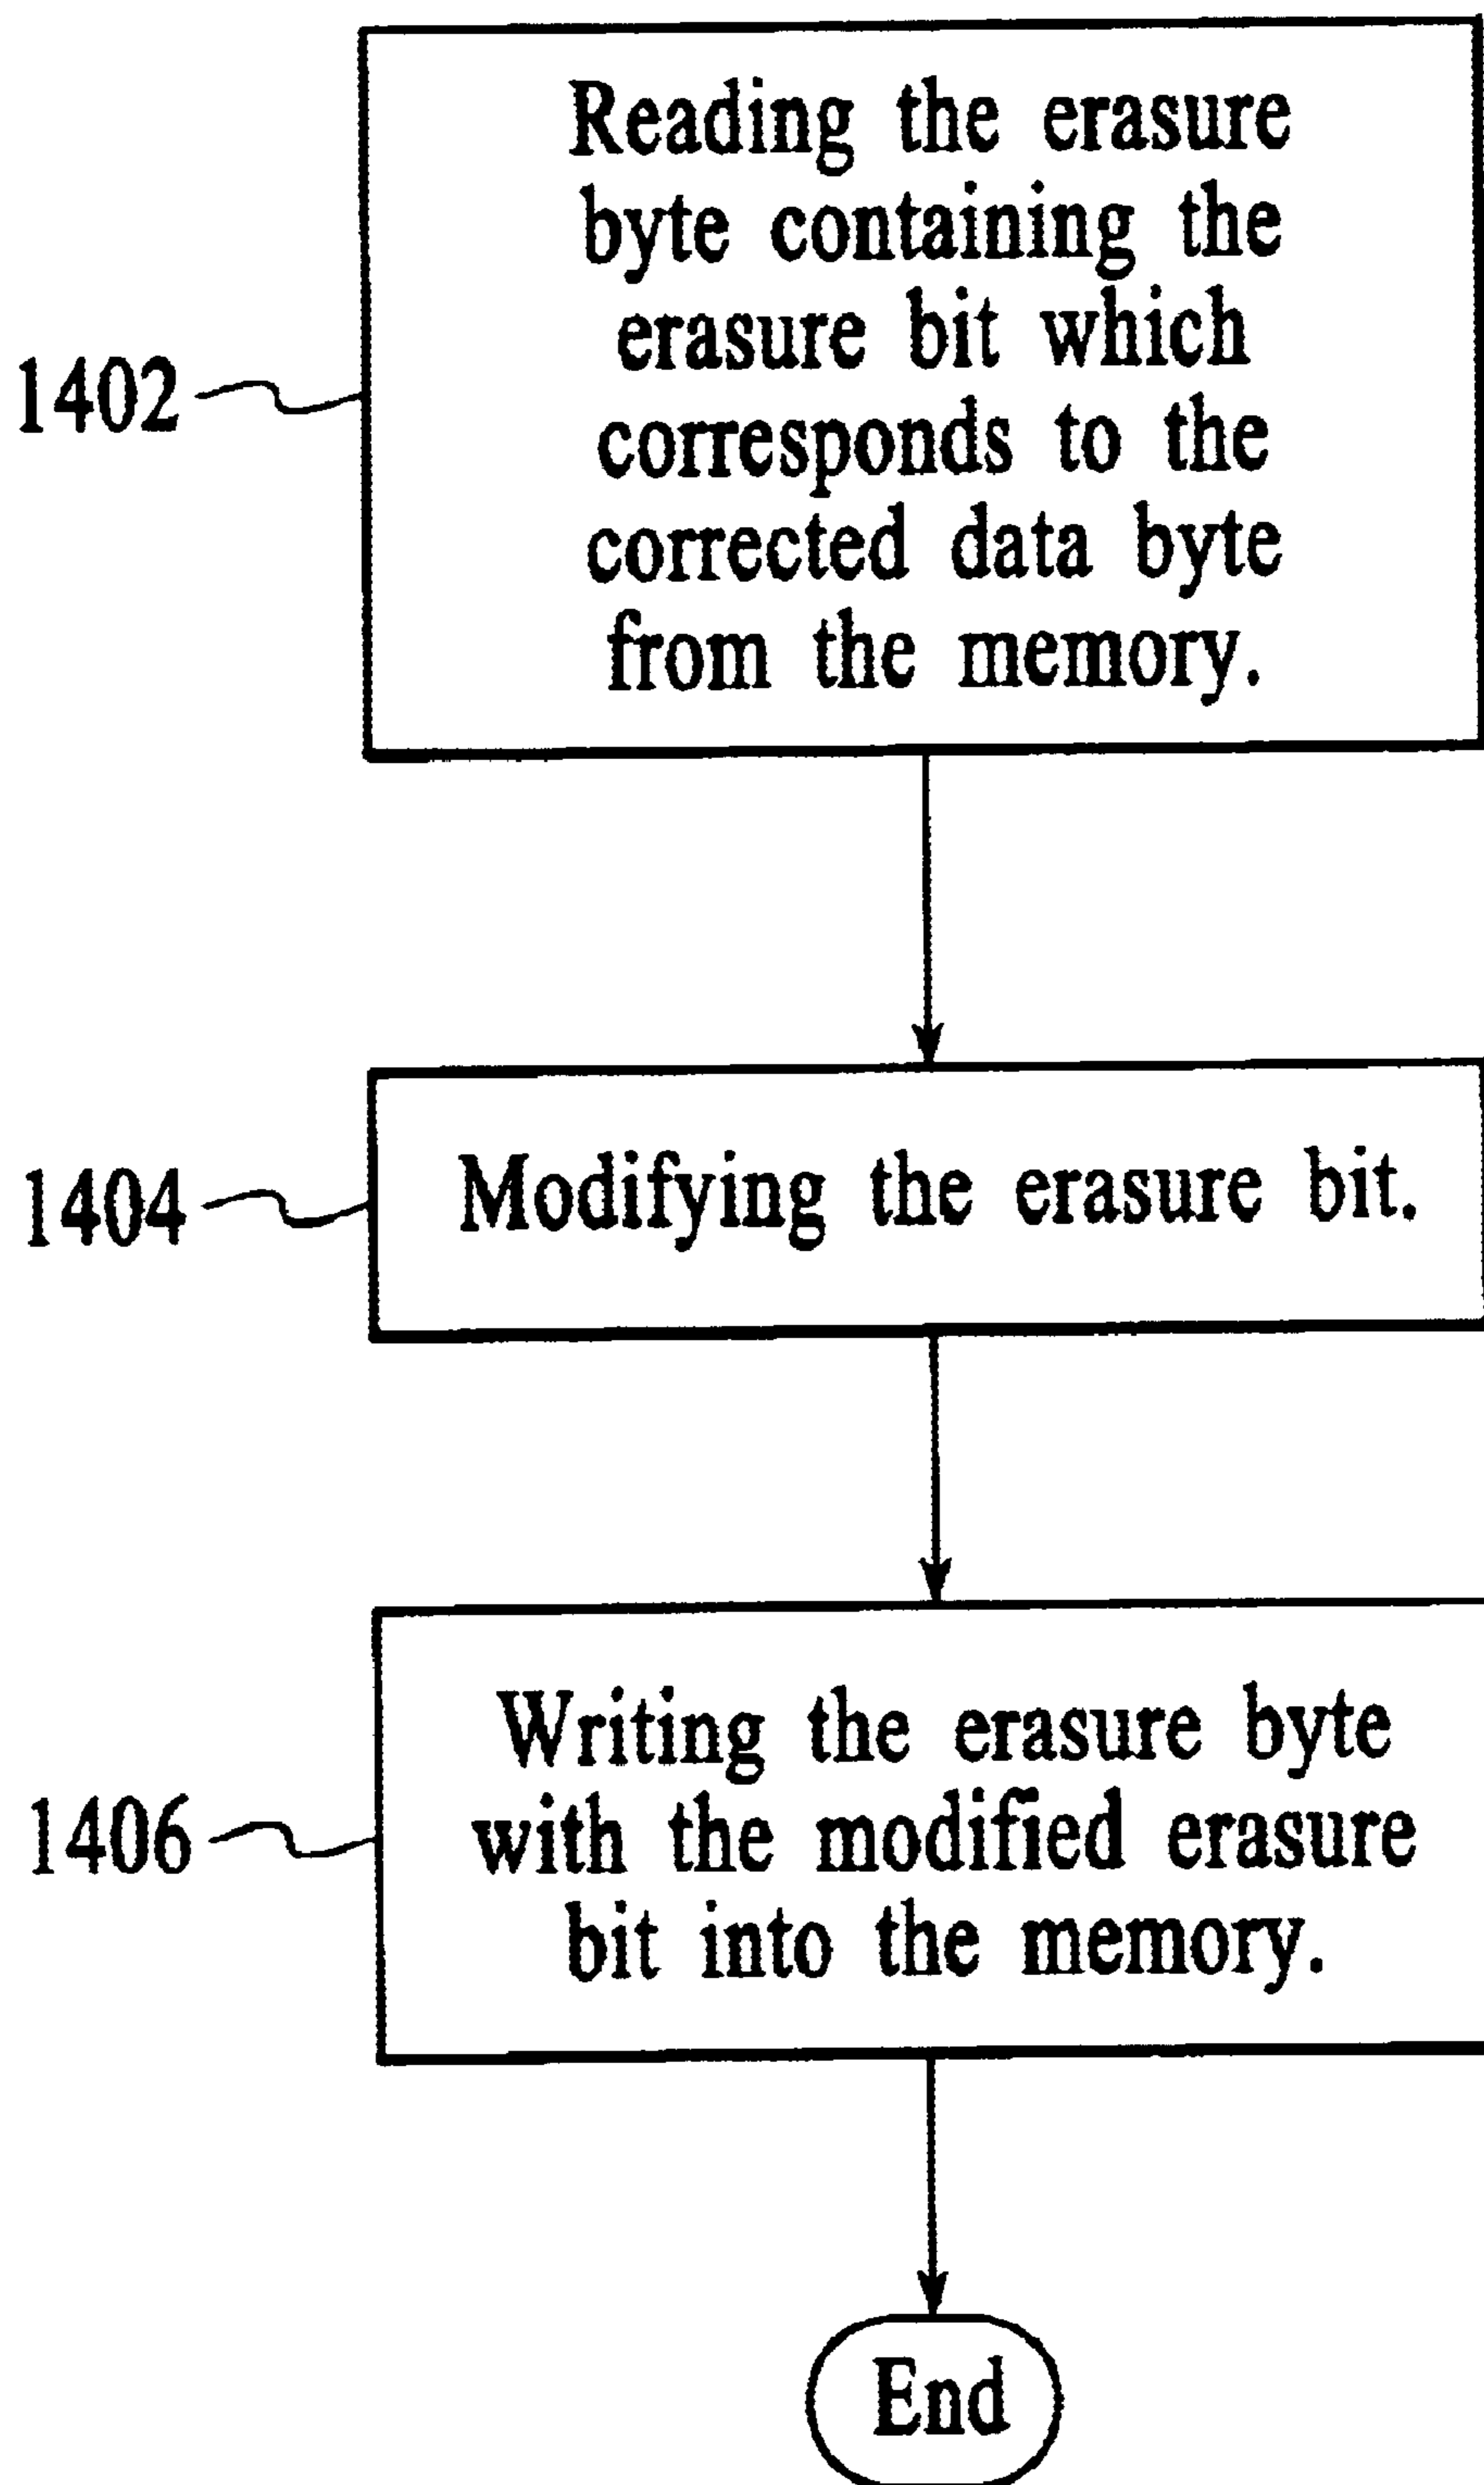 Reading the erasure
byte containing the
erasure bit which
1402
corresponds to the
corrected data byte
from the memory.
1404
Modifying the erasure bit.
Writing the erasure byte
1406
with the modified erasure
bit into the memory.
End